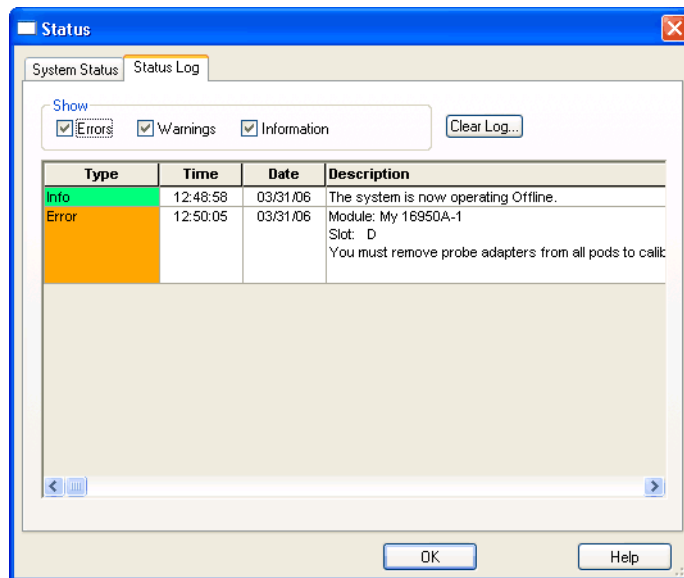 Status
System Status Status Log
Show
Errors Warnings Information Clear Log...
Type Time Date Description
Info 12:48:58 03/31/06 The system is now operating Offline.
Error 12:50:05 03/31/06 Module: My 16950A-1
Slot: D
You must remove probe adapters from all pods to calib
OK Help